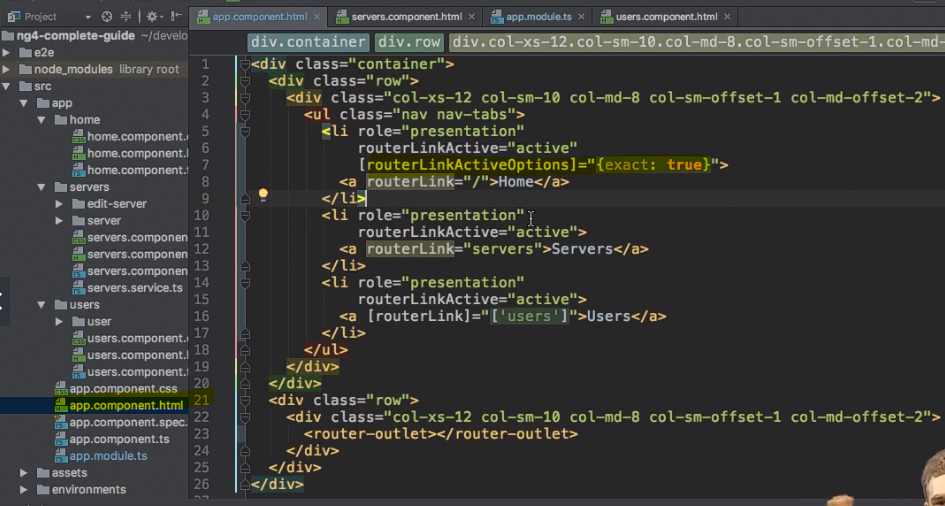 Project
app.component.html
servers.component.html
app.module.ts
users.component.html
ng4-complete-guide ~/develo
div.container
div.row
div.col-xs-12.col-sm-10.col-md-8.col-sm-offset-1.col-md-
e2e
node_modules library root
src
app
home
home.component.
home.component.
home.component.
servers
edit-server
server
servers.componen
servers.componen
servers.componen
servers.service.ts
users
user
users.component.
users.component.
users.component.
app.component.css
app.component.html
app.component.spec.
app.component.ts
app.module.ts
assets
environments
1 <div class="container">
2 <div class="row">
3 <div class="col-xs-12 col-sm-10 col-md-8 col-sm-offset-1 col-md-offset-2">
4 <ul class="nav nav-tabs">
5 <li role="presentation"
6 routerLinkActive="active"
7 [routerLinkActiveOptions]="{exact: true}">
8 <a routerLink="/">Home</a>
9 </li>
10 <li role="presentation"
11 routerLinkActive="active">
12 <a routerLink="servers">Servers</a>
13 </li>
14 <li role="presentation"
15 routerLinkActive="active">
16 <a [routerLink]="['users']">Users</a>
17 </li>
18 </ul>
19 </div>
20 </div>
21 <div class="row">
22 <div class="col-xs-12 col-sm-10 col-md-8 col-sm-offset-1 col-md-offset-2">
23 <router-outlet></router-outlet>
24 </div>
25 </div>
26 </div>